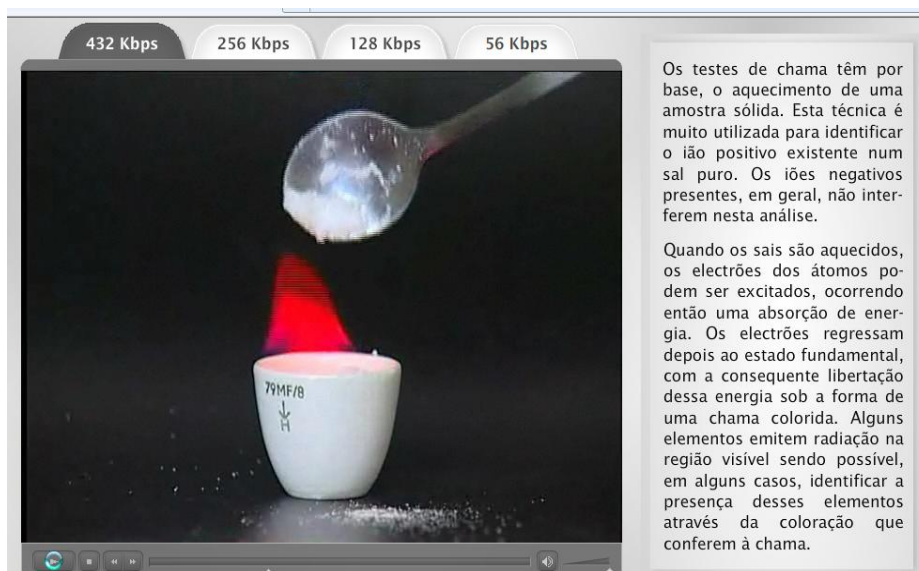 432 Kbps
256 Kbps
128 Kbps
56 Kbps
79MF/8
H
Os testes de chama têm por
base, o aquecimento de uma
amostra sólida. Esta técnica é
muito utilizada para identificar
o ião positivo existente num
sal puro. Os iões negativos
presentes, em geral, não inter-
ferem nesta análise.
Quando os sais são aquecidos,
os electrões dos átomos po-
dem ser excitados, ocorrendo
então uma absorção de ener-
gia. Os electrões regressam
depois ao estado fundamental,
com a consequente libertação
dessa energia sob a forma de
uma chama colorida. Alguns
elementos emitem radiação na
região visível sendo possível,
em alguns casos, identificar a
presença desses elementos
através da coloração que
conferem à chama.